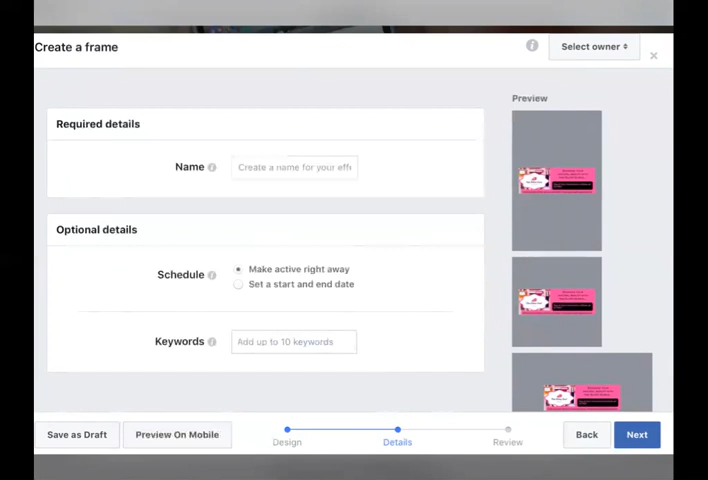 Create a frame
Select owner
Preview
Required details
Name
Create a name for your effe
Optional details
Schedule
Make active right away
Set a start and end date
Keywords
Add up to 10 keywords
Save as Draft
Preview On Mobile
Design
Details
Review
Back
Next